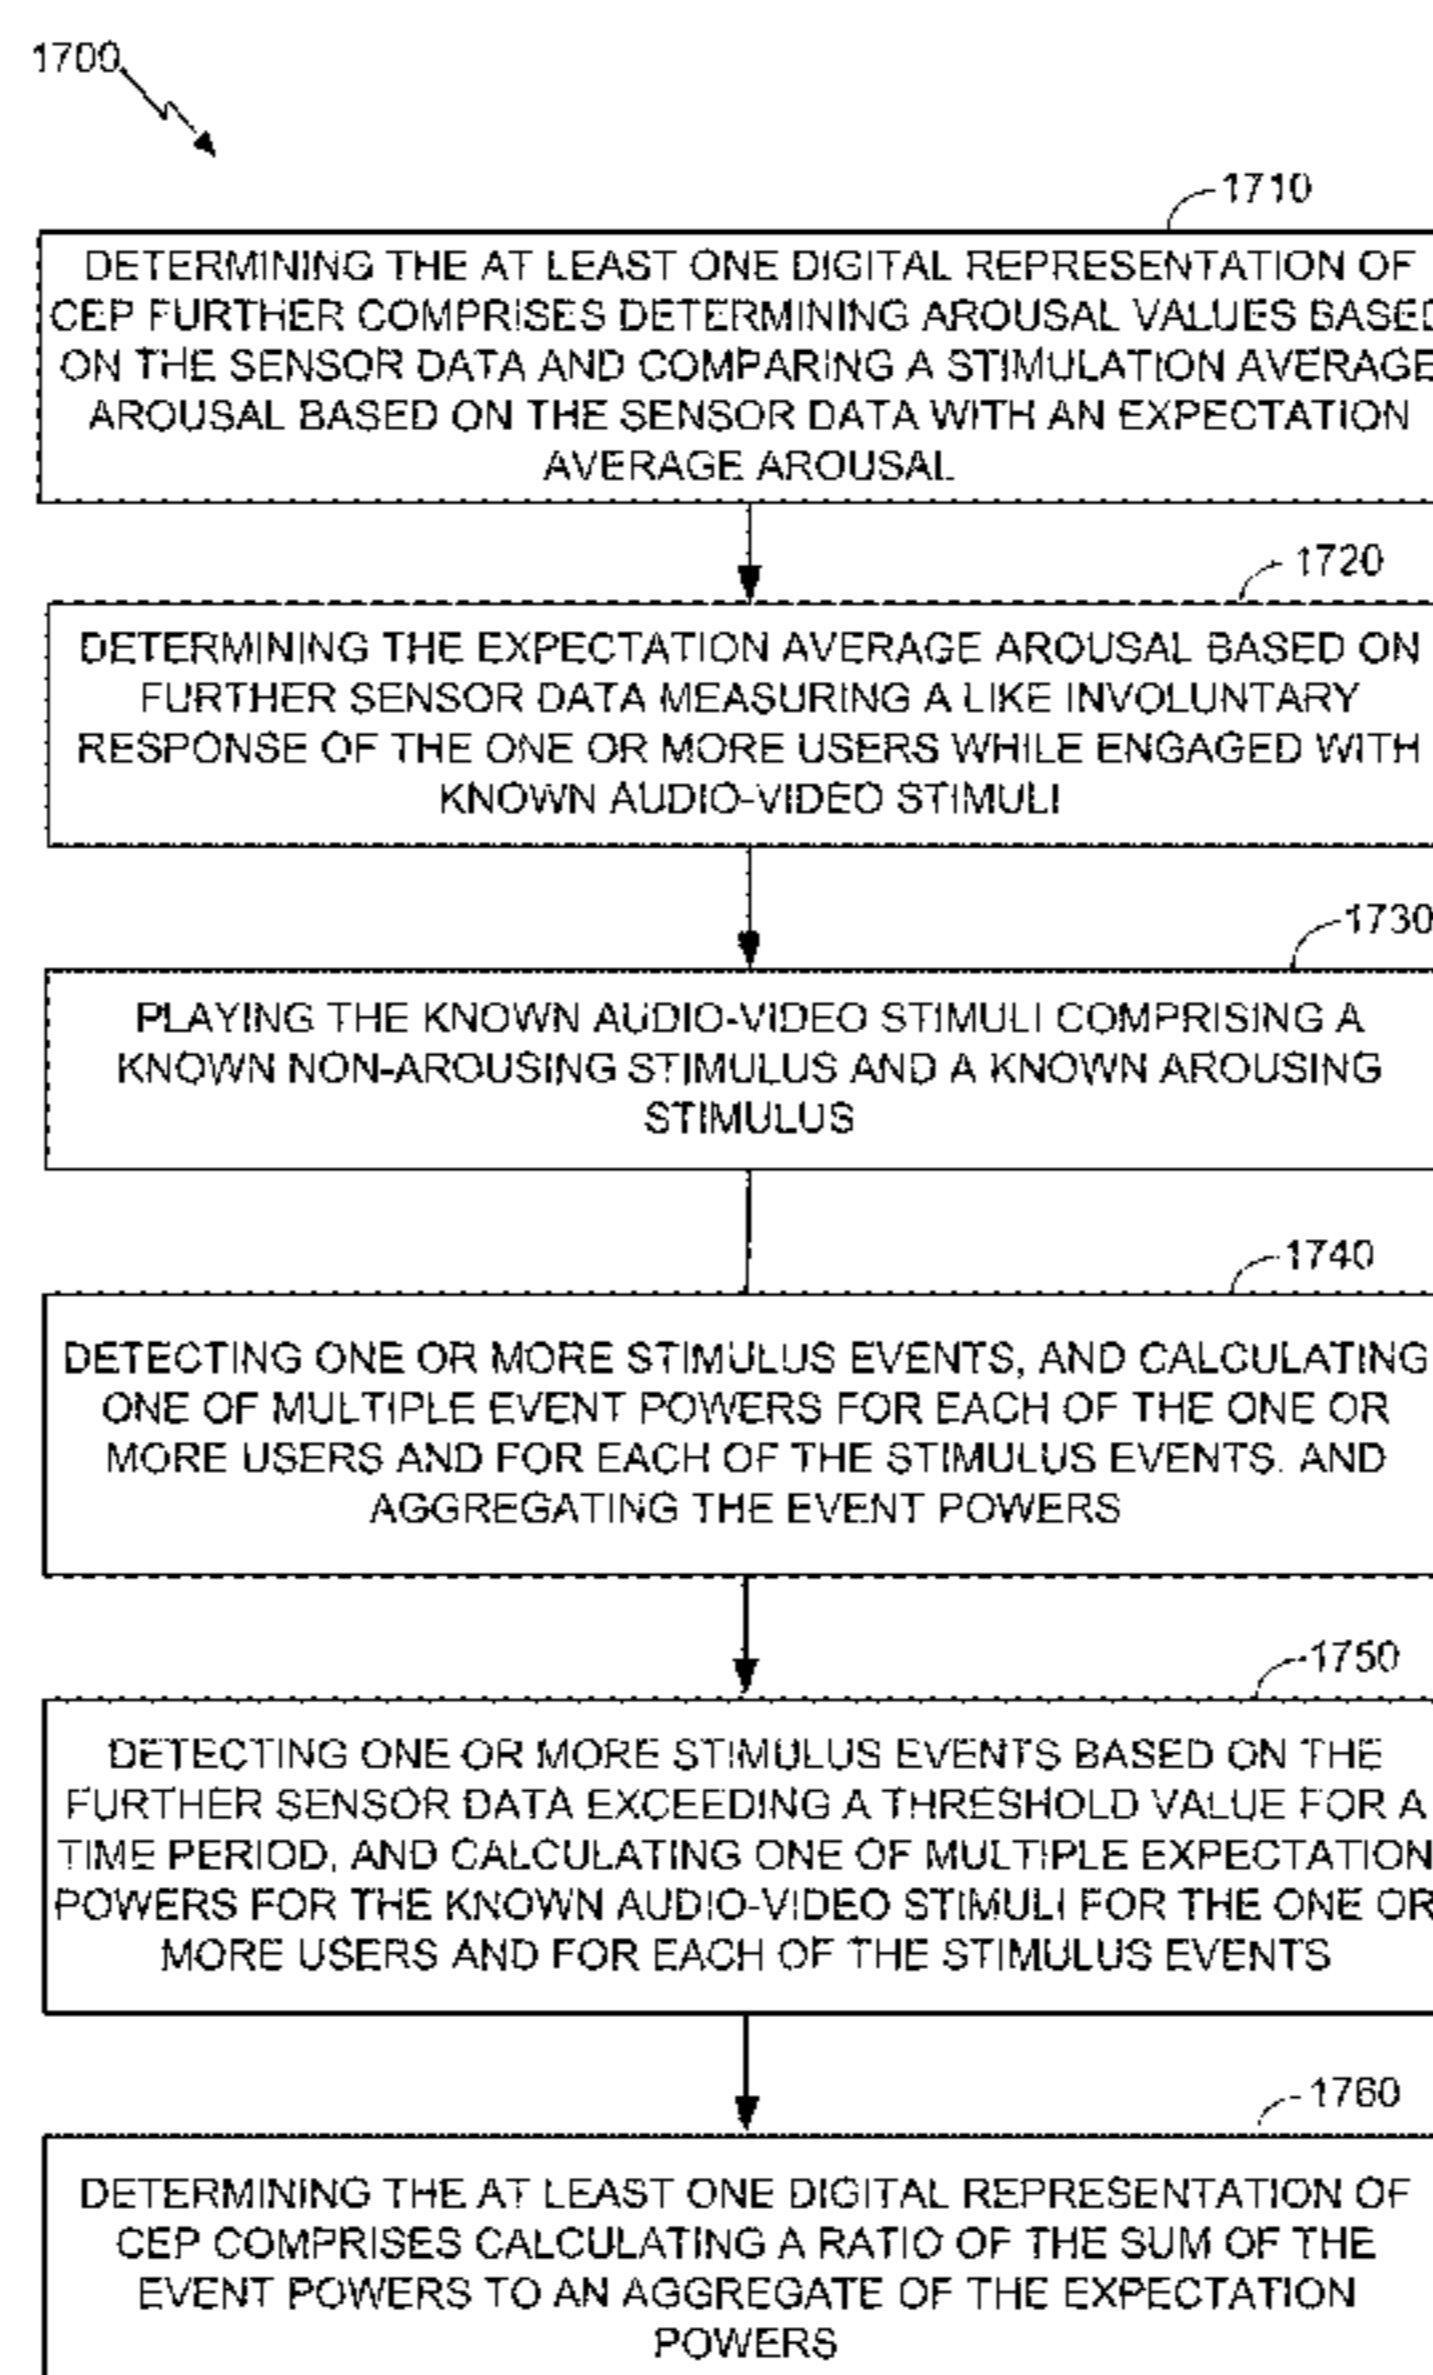 1700
1710
DETERMINING THE AT LEAST ONE DIGITAL REPRESENTATION OF
CEP FURTHER COMPRISES DETERMINING AROUSAL VALUES BASED
ON THE SENSOR DATA AND COMPARING A STIMULATION AVERAGE
AROUSAL BASED ON THE SENSOR DATA WITH AN EXPECTATION
AVERAGE AROUSAL
1720
DETERMINING THE EXPECTATION AVERAGE AROUSAL BASED ON
FURTHER SENSOR DATA MEASURING A LIKE INVOLUNTARY
RESPONSE OF THE ONE OR MORE USERS WHILE ENGAGED WITH
KNOWN AUDIO-VIDEO STIMULI
1730
PLAYING THE KNOWN AUDIO-VIDEO STIMULI COMPRISING A
KNOWN NON-AROUSING STIMULUS AND A KNOWN AROUSING
STIMULUS
1740
DETECTING ONE OR MORE STIMULUS EVENTS, AND CALCULATING
ONE OF MULTIPLE EVENT POWERS FOR EACH OF THE ONE OR
MORE USERS AND FOR EACH OF THE STIMULUS EVENTS. AND
AGGREGATING THE EVENT POWERS
1750
DETECTING ONE OR MORE STIMULUS EVENTS BASED ON THE
FURTHER SENSOR DATA EXCEEDING A THRESHOLD VALUE FOR A
TIME PERIOD, AND CALCULATING ONE OF MULTIPLE EXPECTATION
POWERS FOR THE KNOWN AUDIO-VIDEO STIMULI FOR THE ONE OR
MORE USERS AND FOR EACH OF THE STIMULUS EVENTS
1760
DETERMINING THE AT LEAST ONE DIGITAL REPRESENTATION OF
CEP COMPRISES CALCULATING A RATIO OF THE SUM OF THE
EVENT POWERS TO AN AGGREGATE OF THE EXPECTATION
POWERS